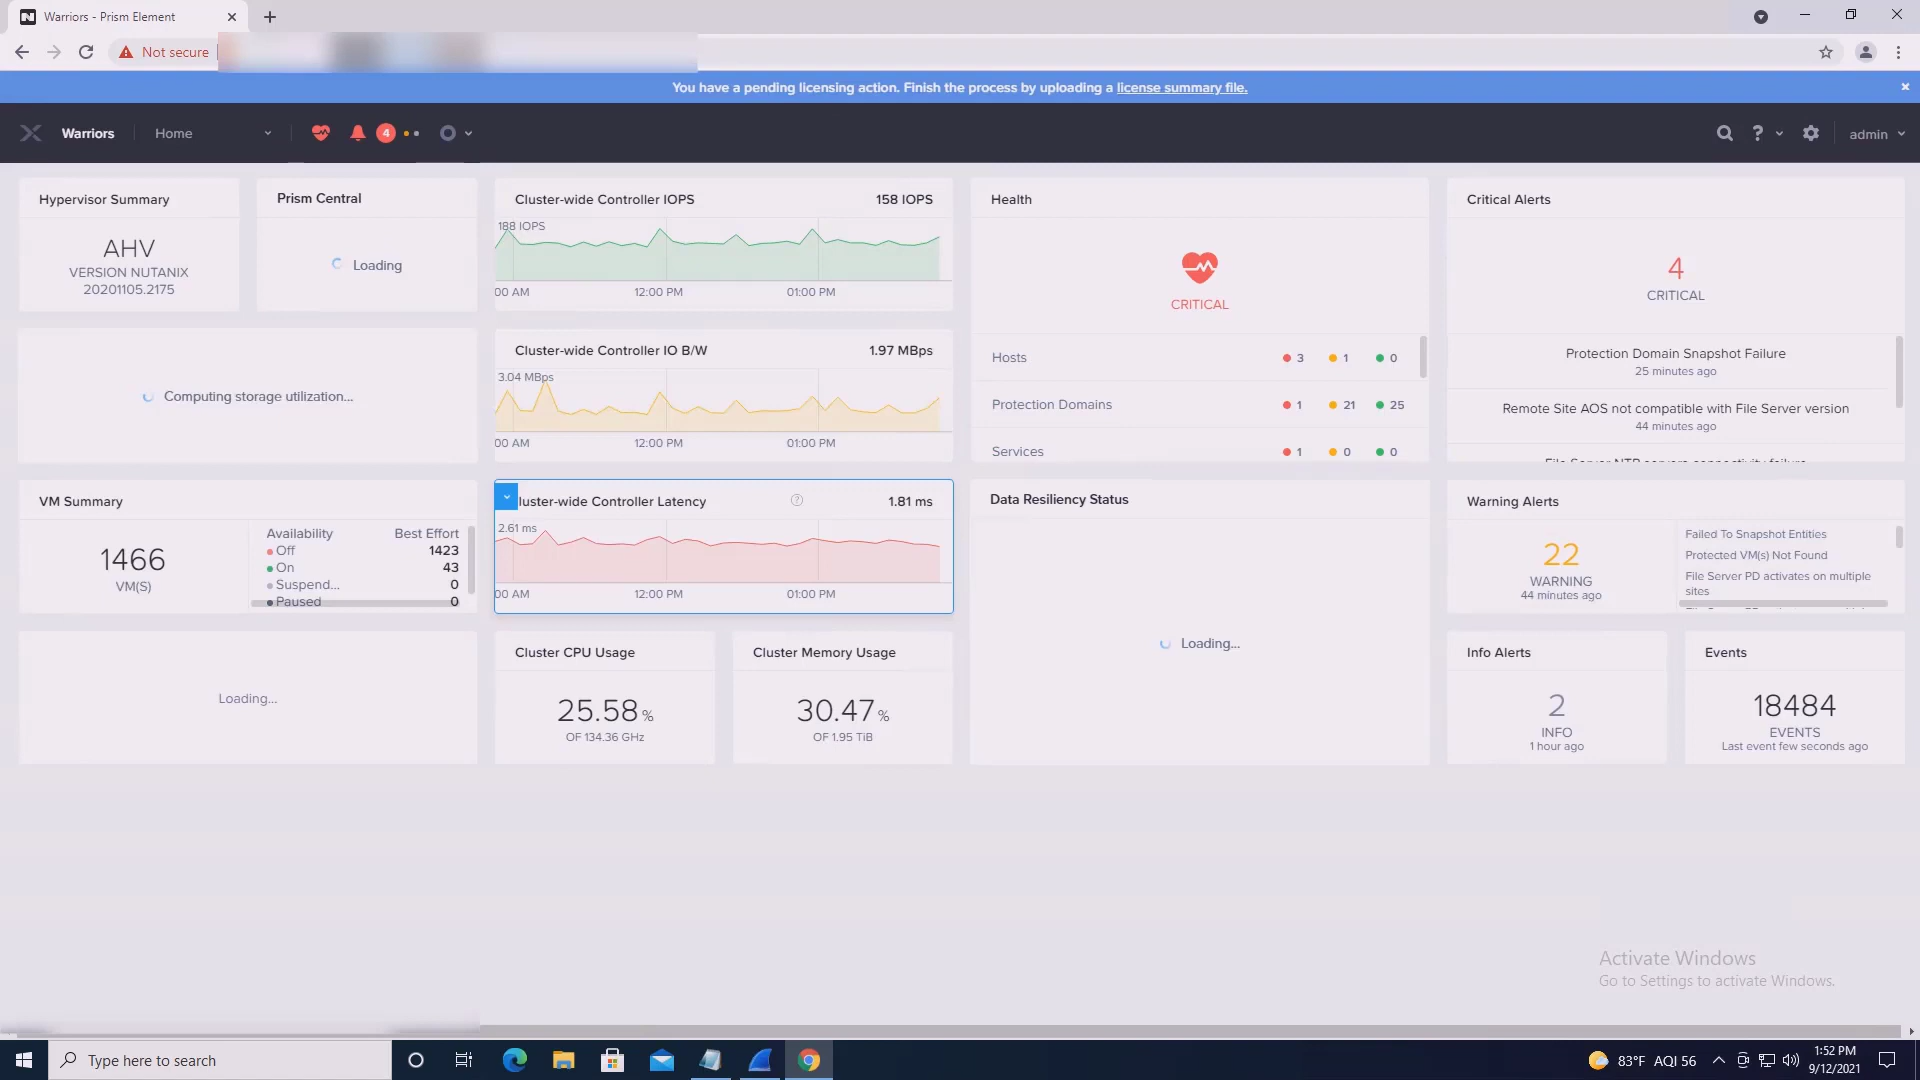 Warriors - Prism Element
Not secure
You have a pending licensing action. Finish the process by uploading a license summary file.
Warriors
Home
4
?
admin
Hypervisor Summary
AHV
VERSION NUTANIX
20201105.2175
Prism Central
Loading
Computing storage utilization...
VM Summary
1466
VM(S)
Availability Best Effort
Off 1423
On 43
Suspend... 0
Paused 0
Loading...
Cluster-wide Controller IOPS 158 IOPS
188 IOPS
00 AM 12:00 PM 01:00 PM
Cluster-wide Controller IO B/W 1.97 MBps
3.04 MBps
00 AM 12:00 PM 01:00 PM
luster-wide Controller Latency ? 1.81 ms
2.61 ms
00 AM 12:00 PM 01:00 PM
Cluster CPU Usage
25.58 %
OF 134.36 GHz
Cluster Memory Usage
30.47 %
OF 1.95 TiB
Health
CRITICAL
Hosts 3 1 0
Protection Domains 1 21 25
Services 1 0 0
Data Resiliency Status
Loading...
Critical Alerts
4
CRITICAL
Protection Domain Snapshot Failure
25 minutes ago
Remote Site AOS not compatible with File Server version
44 minutes ago
File Server NTP servers connectivity failure
Warning Alerts
22
WARNING
44 minutes ago
Failed To Snapshot Entities
Protected VM(s) Not Found
File Server PD activates on multiple
sites
Info Alerts
2
INFO
1 hour ago
Events
18484
EVENTS
Last event few seconds ago
Activate Windows
Go to Settings to activate Windows.
Type here to search
83°F AQI 56
1:52 PM
9/12/2021